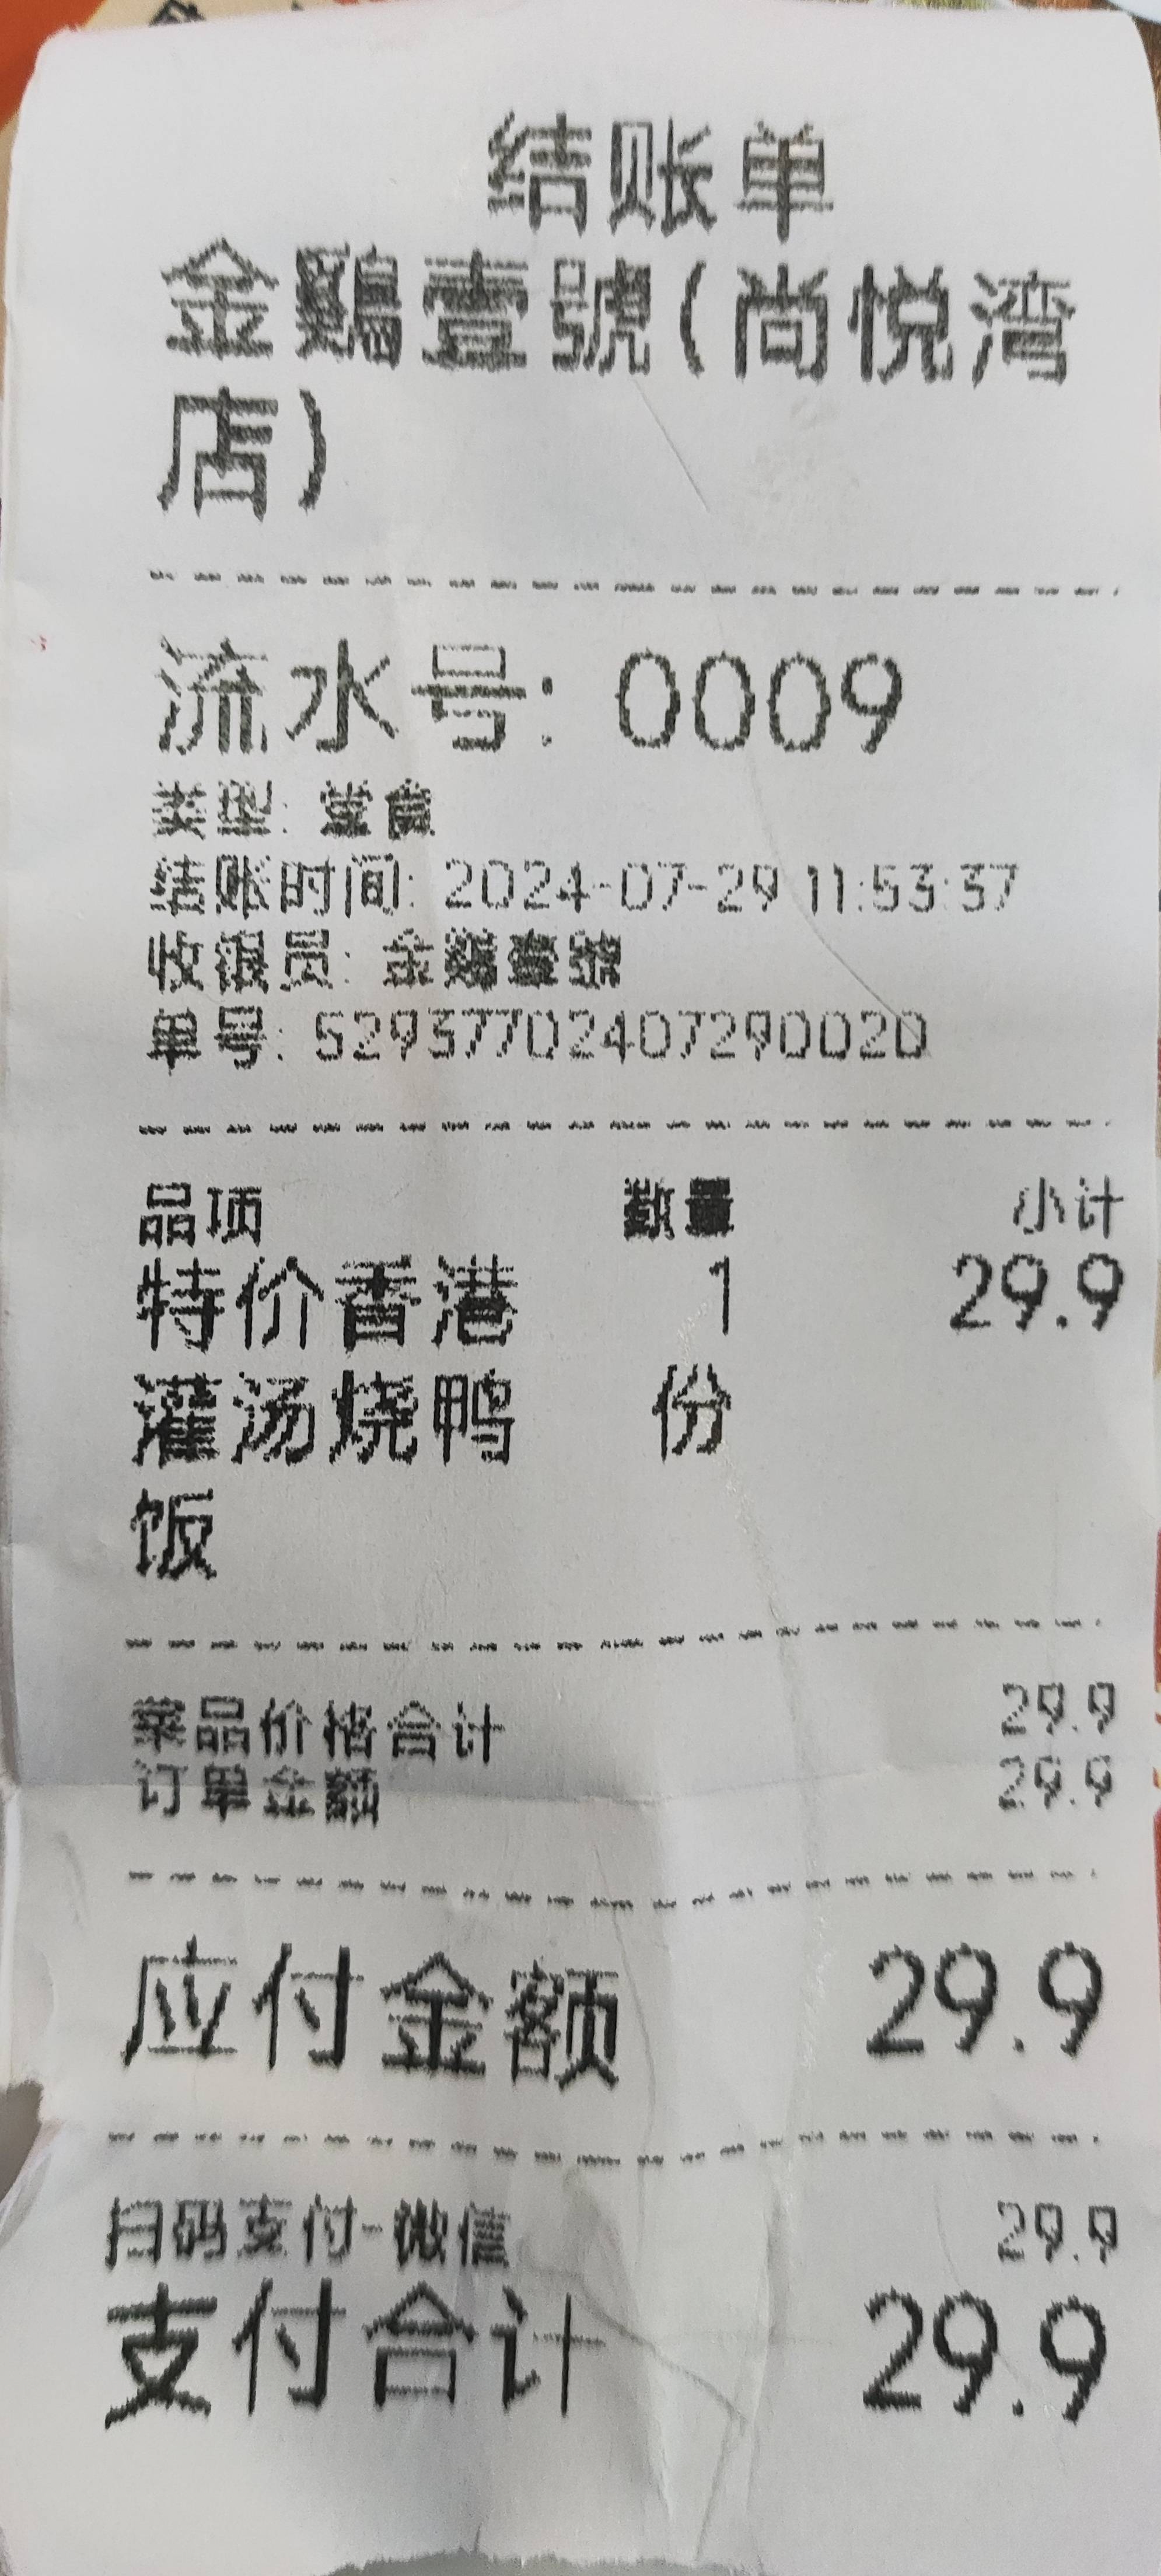 结账单
金鷄壹號(尚悦湾
店)
流水号: 0009
类型: 堂食
结账时间: 2024-07-29 11:53:37
收银员: 金鷄壹號
单号: 52937702407290020
品项 数量 小计
特价香港 1 29.9
灌汤烧鸭 份
饭
菜品价格合计 29.9
订单金额 29.9
应付金额 29.9
扫码支付-微信 29.9
支付合计 29.9